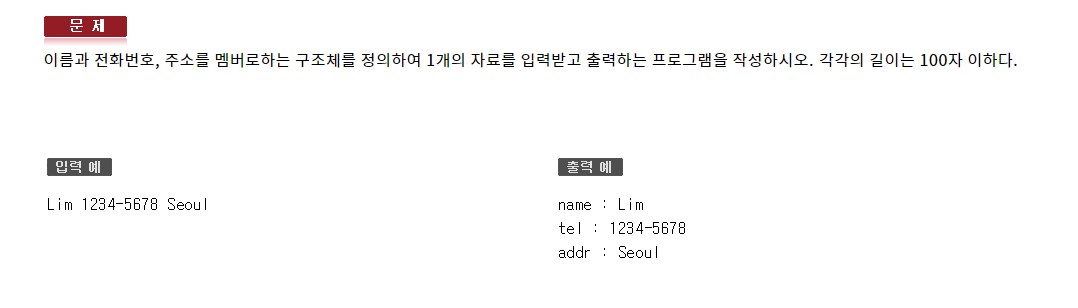 문 제
이름과 전화번호, 주소를 멤버로하는 구조체를 정의하여 1개의 자료를 입력받고 출력하는 프로그램을 작성하시오. 각각의 길이는 100자 이하다.
입력 예
Lim 1234-5678 Seoul
출력 예
name : Lim
tel : 1234-5678
addr : Seoul